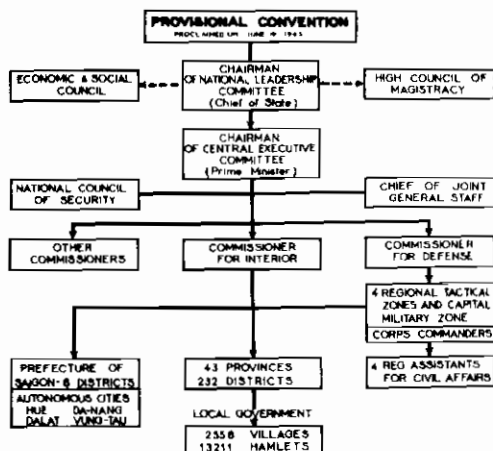 PROVISIONAL CONVENTION
PROCLAIMED ON JUNE 19 1965
CHAIRMAN
OF NATIONAL LEADERSHIP
COMMITTEE
(Chief of State)
ECONOMIC & SOCIAL
COUNCIL
HIGH COUNCIL OF
MAGISTRACY
CHAIRMAN
OF CENTRAL EXECUTIVE
COMMITTEE
(Prime Minister)
NATIONAL COUNCIL
OF SECURITY
CHIEF OF JOINT
GENERAL STAFF
OTHER
COMMISSIONERS
COMMISSIONER
FOR INTERIOR
COMMISSIONER
FOR DEFENSE
4 REGIONAL TACTICAL
ZONES AND CAPITAL
MILITARY ZONE
CORPS COMMANDERS
PREFECTURE OF
SAIGON-8 DISTRICTS
AUTONOMOUS CITIES
HUE DA-NANG
DALAT VUNG-TAU
43 PROVINCES
232 DISTRICTS
4 REG ASSISTANTS
FOR CIVIL AFFAIRS
LOCAL GOVERNMENT
2558 VILLAGES
13211 HAMLETS